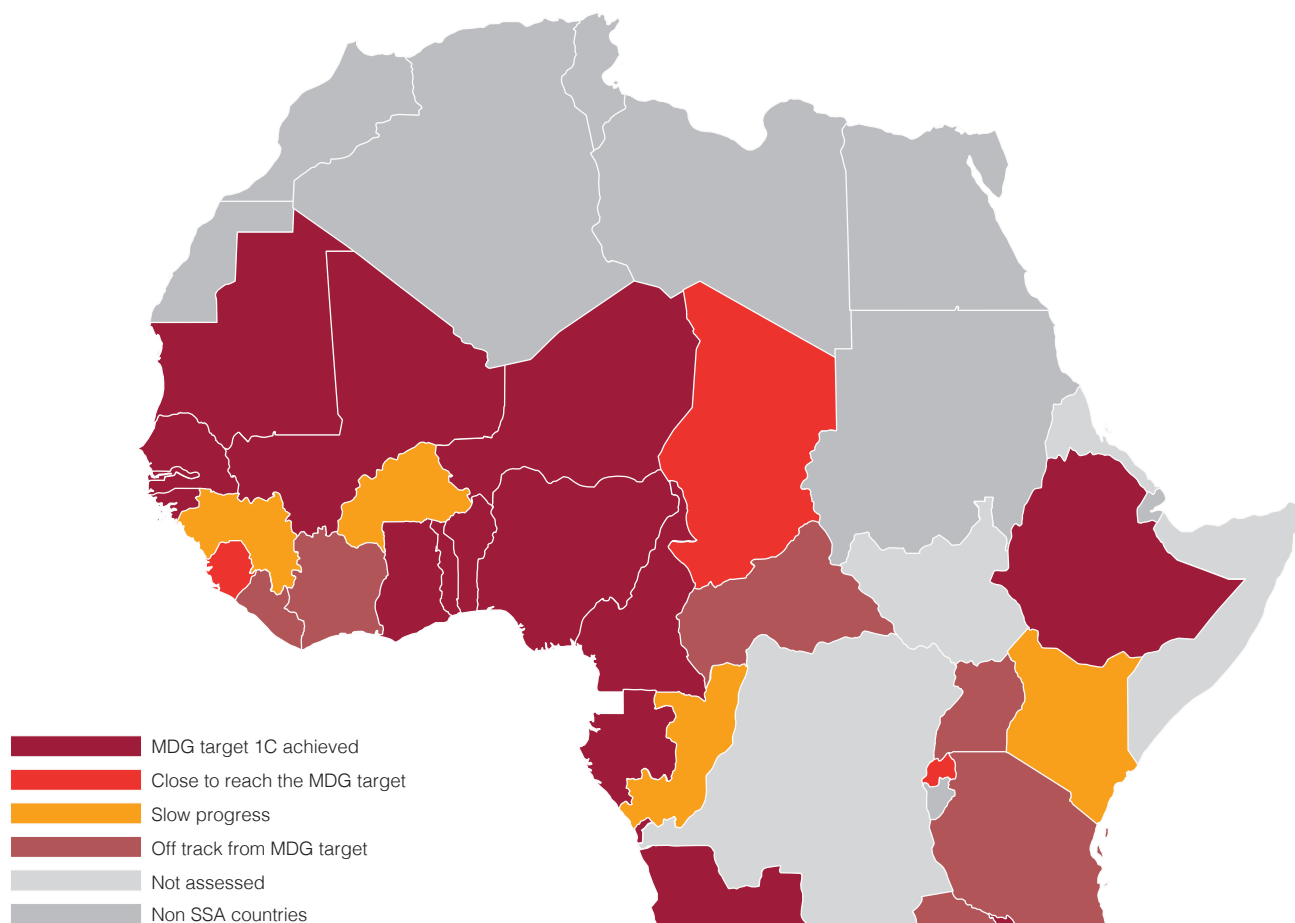 MDG target 1C achieved
Close to reach the MDG target
Slow progress
Off track from MDG target
Not assessed
Non SSA countries